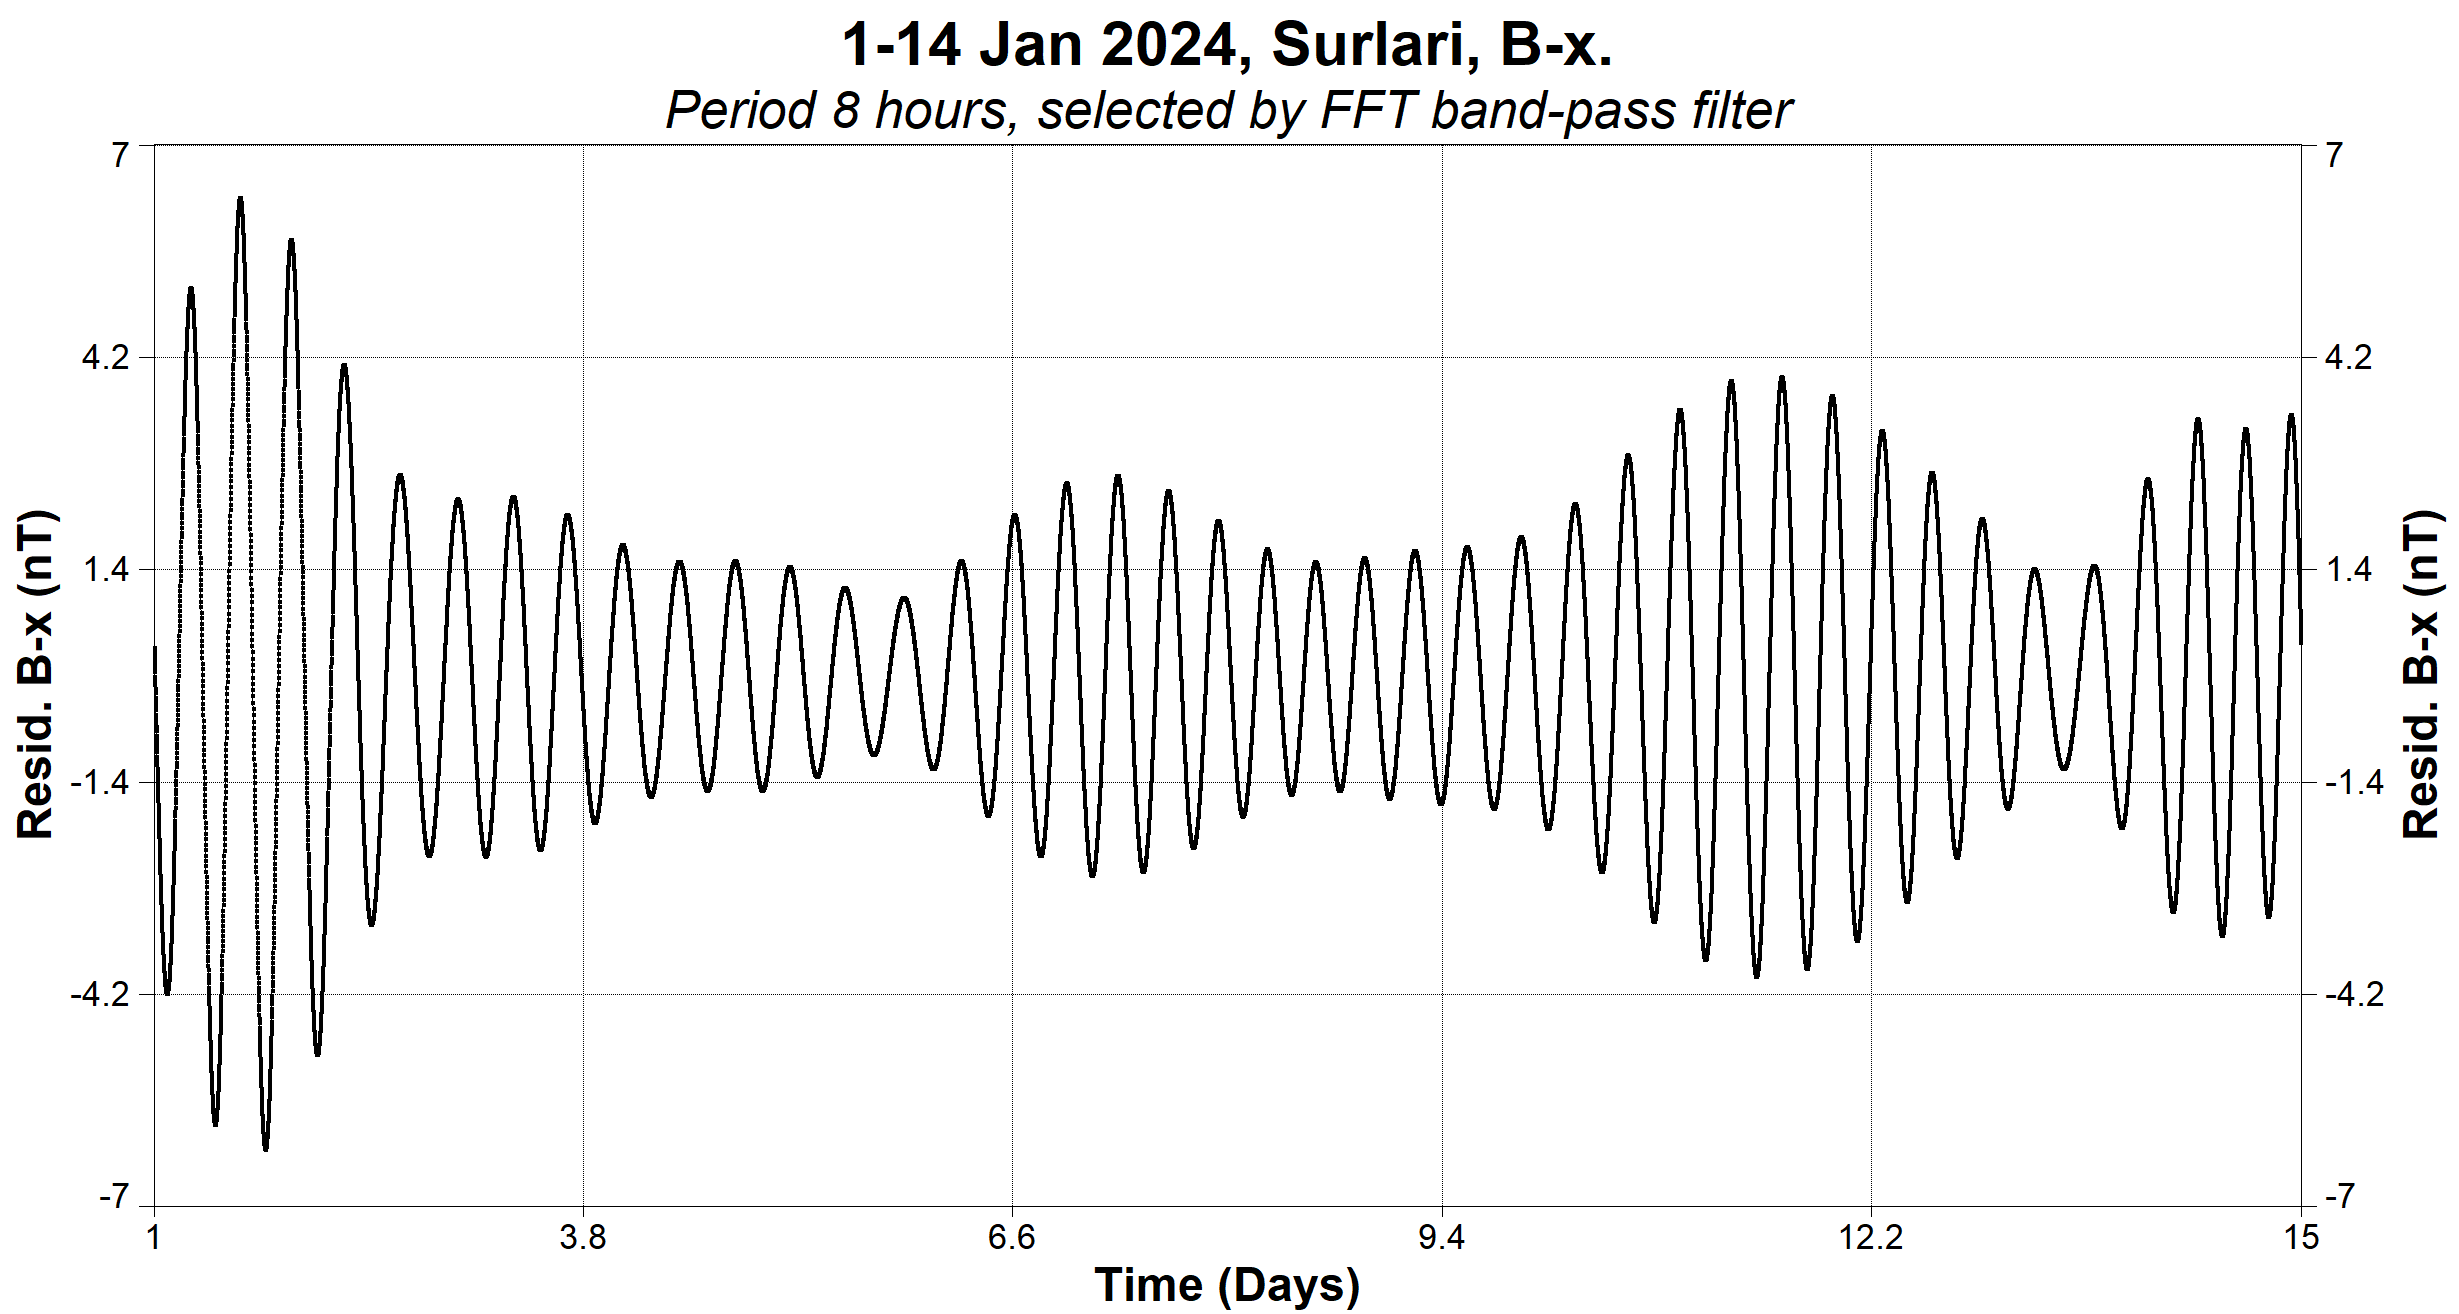 1-14 Jan 2024, Surlari, B-x.
Period 8 hours, selected by FFT band-pass filter
7
4.2
1.4
-1.4
-4.2
-7
Resid. B-x (nT)
7
4.2
1.4
-1.4
-4.2
-7
Resid. B-x (nT)
1 3.8 6.6 9.4 12.2 15
Time (Days)